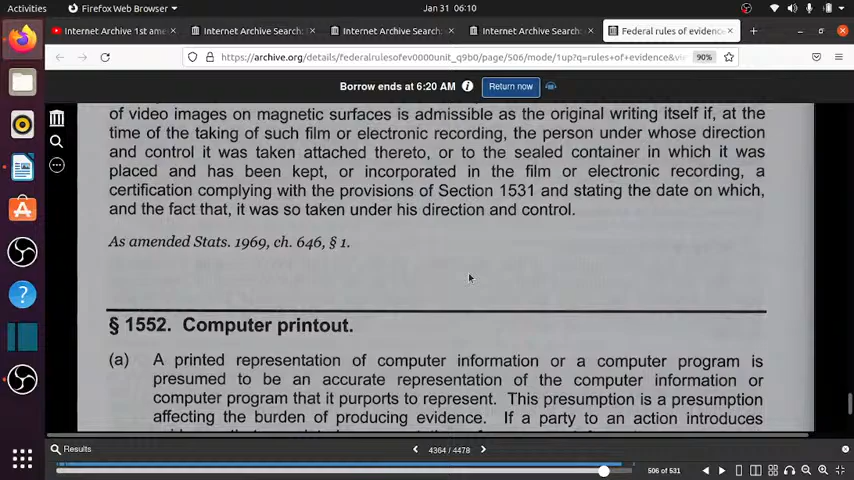 Activities
Firefox Web Browser
Jan 31 06:10
90%
Internet Archive 1st ame
Internet Archive Search:
Internet Archive Search:
Internet Archive Search:
Federal rules of evidenc
https://archive.org/details/federalrulesofev0000unit_q9b0/page/506/mode/1up?q=rules+of+evidence&vi
90%
Borrow ends at 6:20 AM
Return now
of video images on magnetic surfaces is admissible as the original writing itself if, at the
time of the taking of such film or electronic recording, the person under whose direction
and control it was taken attached thereto, or to the sealed container in which it was
placed and has been kept, or incorporated in the film or electronic recording, a
certification complying with the provisions of Section 1531 and stating the date on which,
and the fact that, it was so taken under his direction and control.
As amended Stats. 1969, ch. 646, § 1.
§ 1552. Computer printout.
(a) A printed representation of computer information or a computer program is
presumed to be an accurate representation of the computer information or
computer program that it purports to represent. This presumption is a presumption
affecting the burden of producing evidence. If a party to an action introduces
Results
4364 / 4478
506 of 531